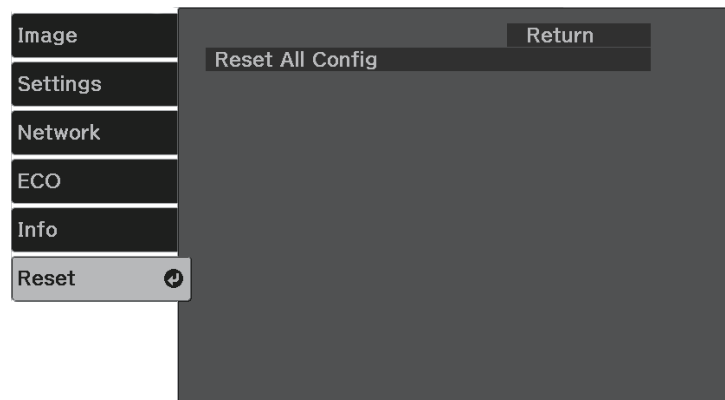 Image
Settings
Network
ECO
Info
Reset
Return
Reset All Config